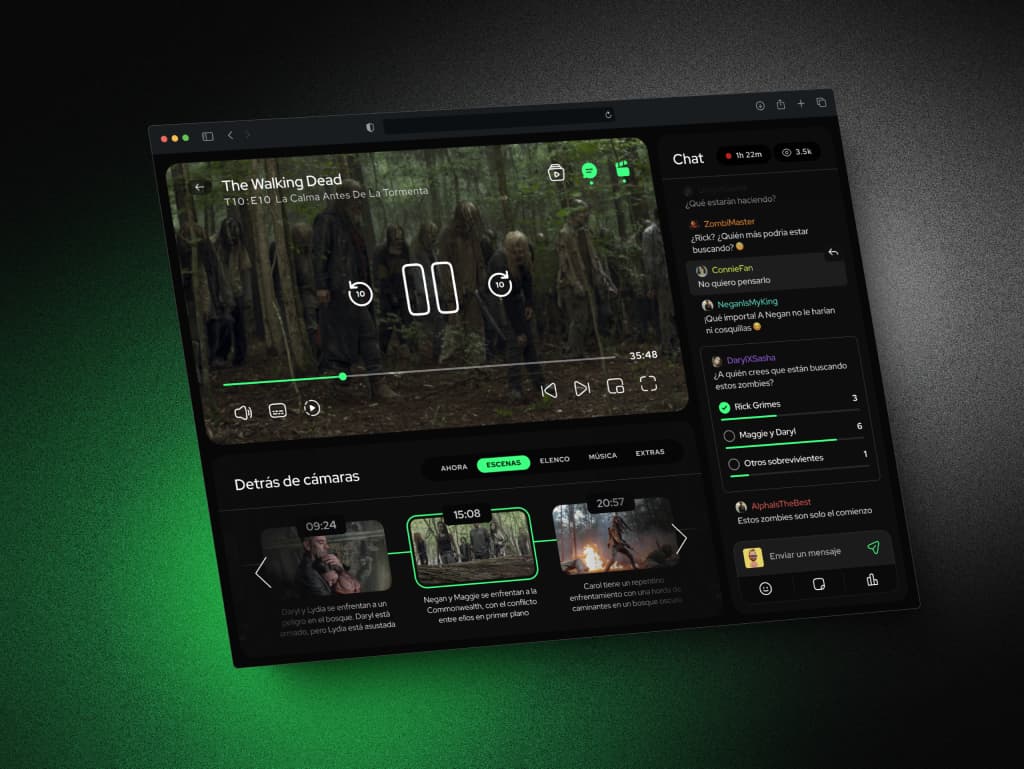 The Walking Dead
T10:E10 La Calma Antes De La Tormenta
10
10
35:48
Chat
1h 22m
3.5k
¿Qué estarán haciendo?
ZombiMaster
¿Rick? ¿Quién más podría estar
buscando?
ConnieFan
No quiero pensarlo
NeganIsMyKing
¡Qué importa! A Negan no le harían
ni cosquillas
DarylXSasha
¿A quién crees que están buscando
estos zombies?
Rick Grimes
3
Maggie y Daryl
6
Otros sobrevivientes
1
AlphaIsTheBest
Estos zombies son solo el comienzo
Enviar un mensaje
Detrás de cámaras
AHORA
ESCENAS
ELENCO
MÚSICA
EXTRAS
09:24
Daryl y Lydia se enfrentan a un
peligro en el bosque. Daryl está
armado, pero Lydia está asustada
15:08
Negan y Maggie se enfrentan a la
Commonwealth, con el conflicto
entre ellos en primer plano
20:57
Carol tiene un repentino
enfrentamiento con una horda de
caminantes en un bosque oscuro